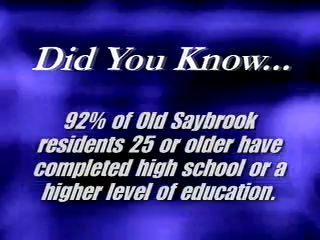 Did You Know...
92% of Old Saybrook
residents 25 or older have
completed high school or a
higher level of education.